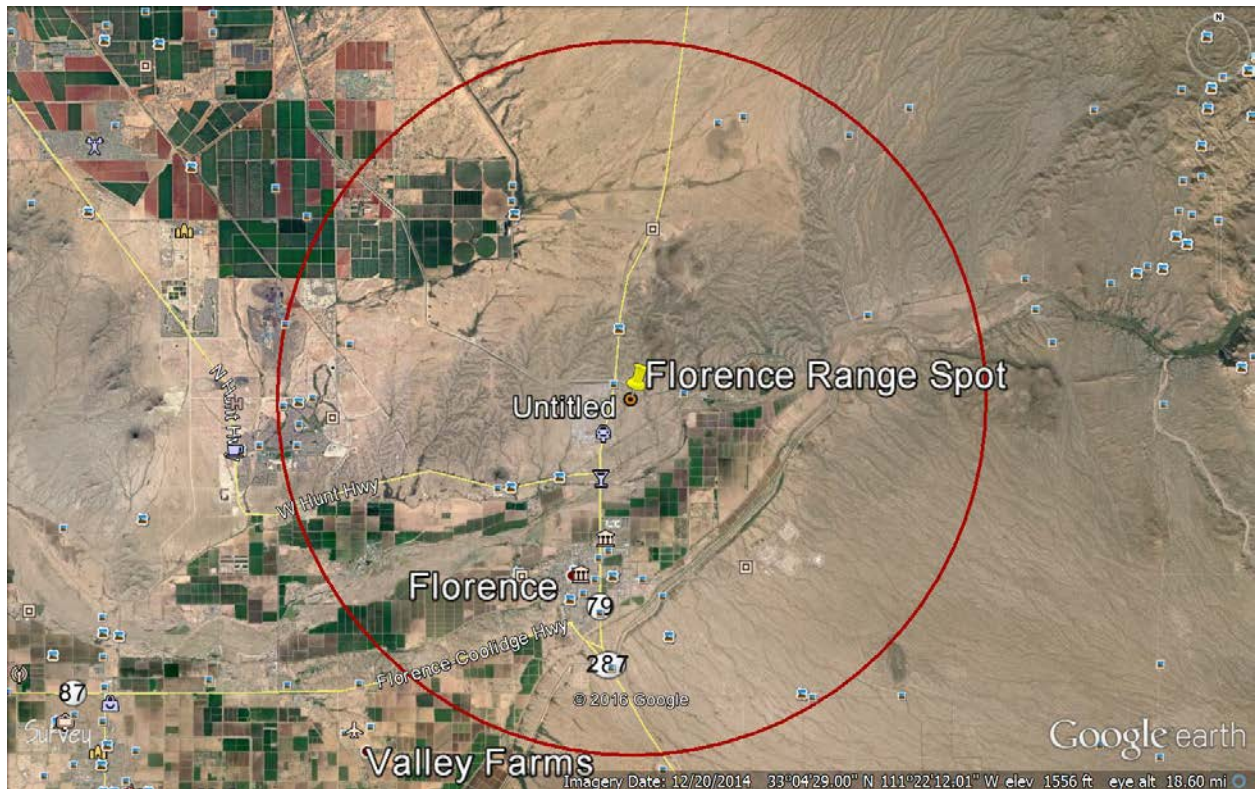 N
N Hunt Hwy
Florence Range Spot
Untitled
W Hunt Hwy
Florence
79
Florence-Coolidge Hwy
287
© 2016 Google
87
Survey
Valley Farms
Google earth
Imagery Date: 12/20/2014 33°04'29.00" N 111°22'12.01" W elev 1556 ft eye alt 18.60 mi